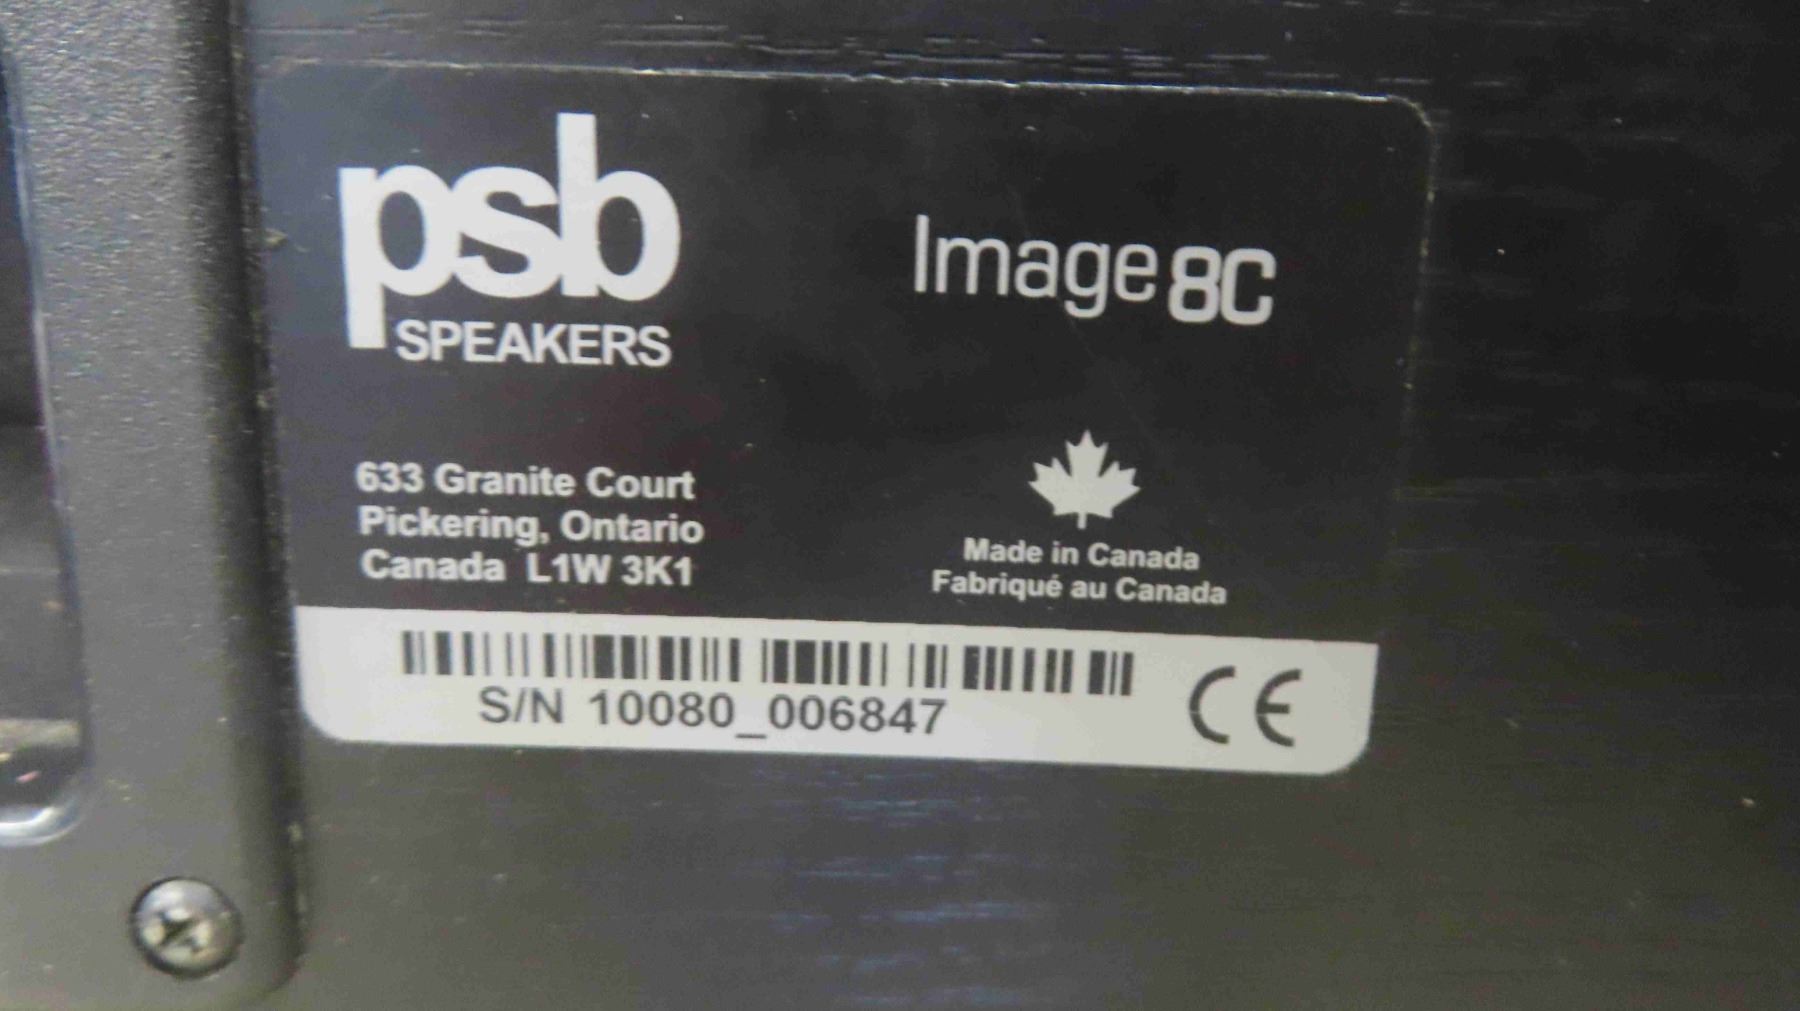 psb
SPEAKERS
Image 8C
633 Granite Court
Pickering, Ontario
Canada L1W 3K1
Made in Canada
Fabriqué au Canada
S/N 10080_006847
CE